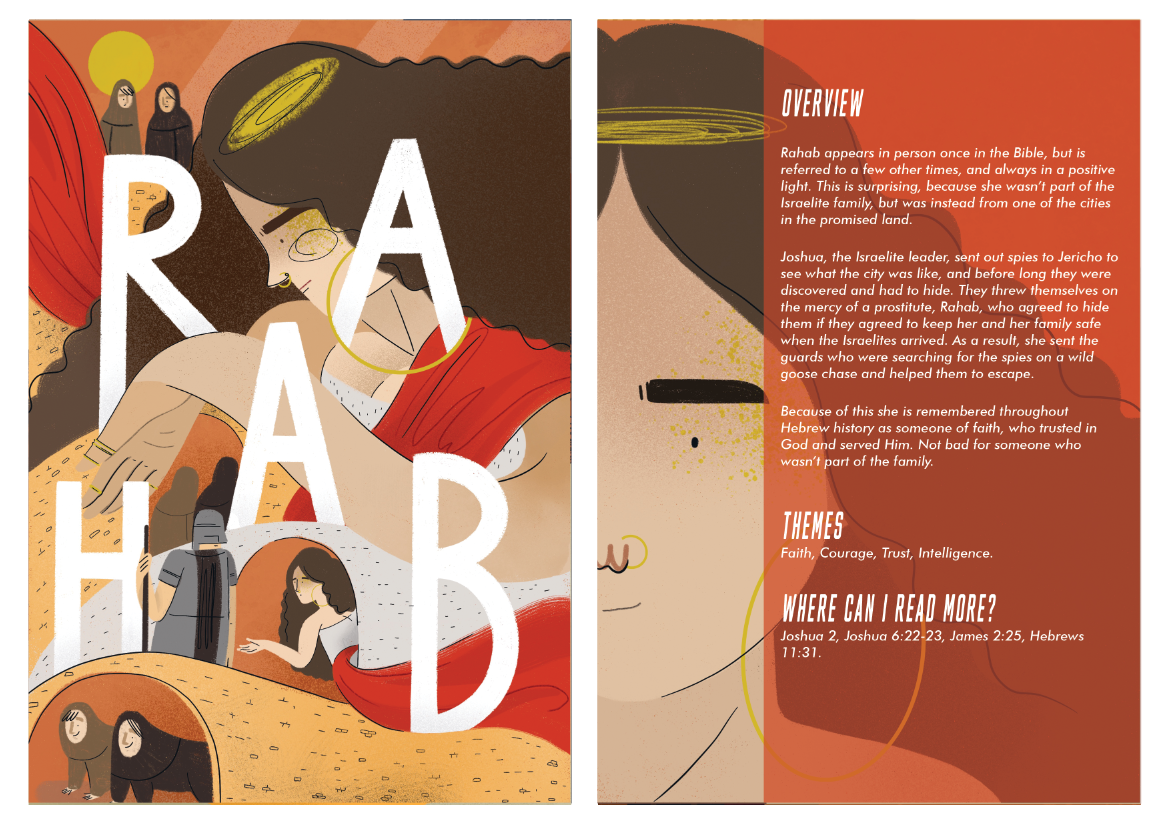 RA
A
H B
OVERVIEW
Rahab appears in person once in the Bible, but is
referred to a few other times, and always in a positive
light. This is surprising, because she wasn't part of the
Israelite family, but was instead from one of the cities
in the promised land.
Joshua, the Israelite leader, sent out spies to Jericho to
see what the city was like, and before long they were
discovered and had to hide. They threw themselves on
the mercy of a prostitute, Rahab, who agreed to hide
them if they agreed to keep her and her family safe
when the Israelites arrived. As a result, she sent the
guards who were searching for the spies on a wild
goose chase and helped them to escape.
Because of this she is remembered throughout
Hebrew history as someone of faith, who trusted in
God and served Him. Not bad for someone who
wasn't part of the family.
THEMES
Faith, Courage, Trust, Intelligence.
WHERE CAN I READ MORE?
Joshua 2, Joshua 6:22-23, James 2:25, Hebrews
11:31.